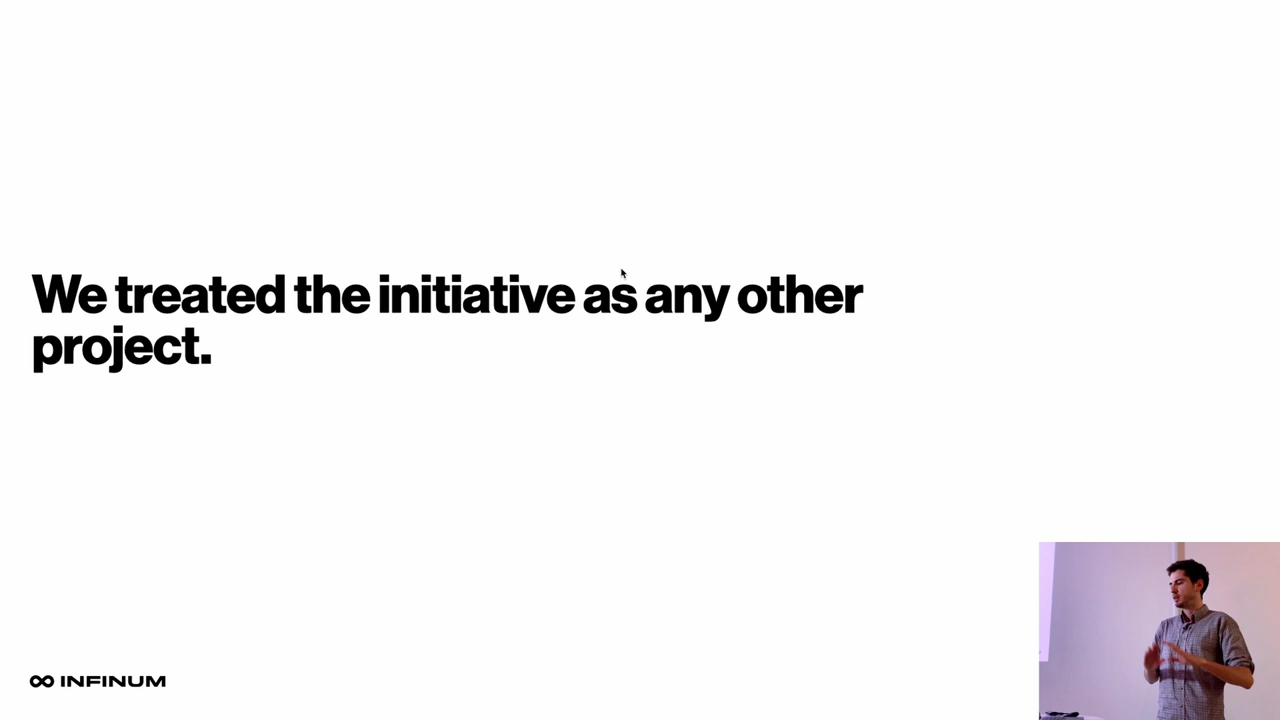 We treated the initiative as any other
project.
INFINUM